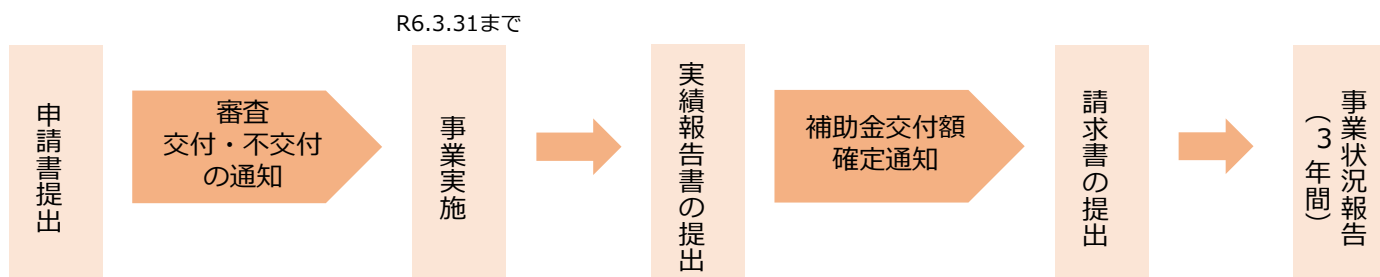 R6.3.31まで
申請書提出
審査
交付・不交付
の通知
事業実施
実績報告書の提出
補助金交付額
確定通知
請求書の提出
事業状況報告
（３年間）